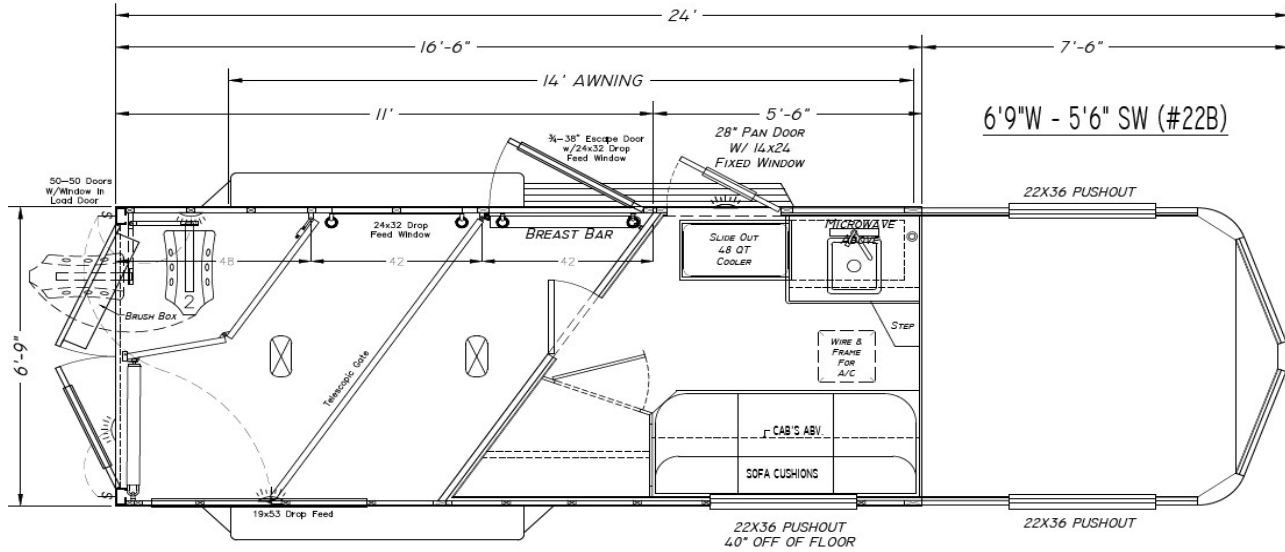 24'
16'-6"
7'-6"
14' AWNING
11'
5'-6"
6'9"W - 5'6" SW (#22B)
¾-38" Escape Door
w/24x32 Drop
Feed Window
28" PAN DOOR
W/ 14X24
FIXED WINDOW
50-50 Doors
W/Window In
Load Door
22X36 PUSHOUT
24x32 Drop
Feed Window
BREAST BAR
SLIDE OUT
48 QT
COOLER
MICROWAVE
ABOVE
48
42
42
2
BRUSH BOX
STEP
WIRE &
FRAME
FOR
A/C
6'-9"
Telescopic Gate
CAB'S ABV.
SOFA CUSHIONS
S
S
19x53 Drop Feed
22X36 PUSHOUT
40" OFF OF FLOOR
22X36 PUSHOUT